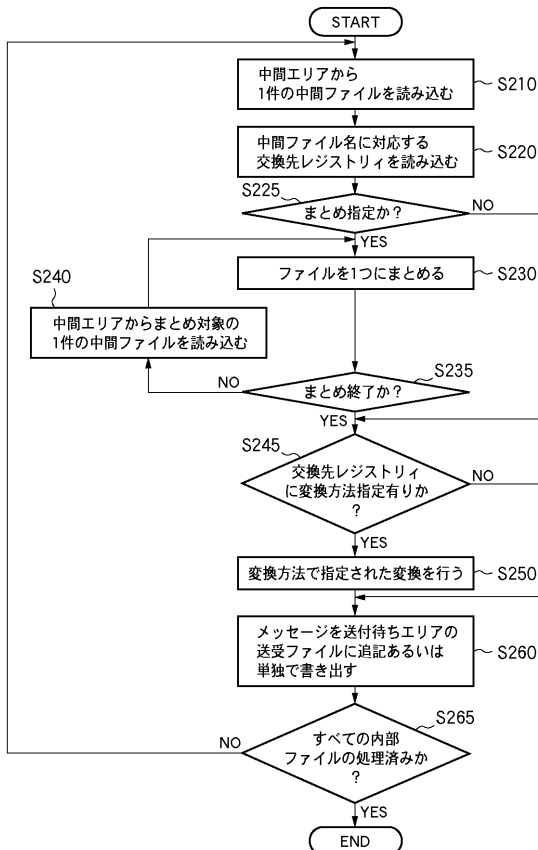 START
中間エリアから
1件の中間ファイルを読み込む
S210
中間ファイル名に対応する
交換先レジストリィを読み込む
S220
S225
まとめ指定か?
NO
YES
ファイルを1つにまとめる
S230
S240
中間エリアからまとめ対象の
1件の中間ファイルを読み込む
S235
まとめ終了か?
NO
YES
S245
交換先レジストリィ
に変換方法指定有りか
?
NO
YES
変換方法で指定された変換を行う
S250
メッセージを送付待ちエリアの
送受ファイルに追記あるいは
単独で書き出す
S260
S265
すべての内部
ファイルの処理済みか
?
NO
YES
END